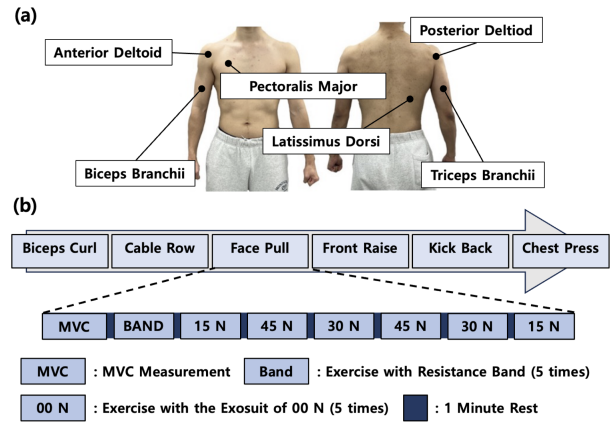 (a)
Anterior Deltoid
Posterior Deltiod
Pectoralis Major
Latissimus Dorsi
Biceps Branchii
Triceps Branchii
(b)
Biceps Curl Cable Row Face Pull Front Raise Kick Back Chest Press
MVC BAND 15 N 45 N 30 N 45 N 30 N 15 N
MVC : MVC Measurement Band : Exercise with Resistance Band (5 times)
00 N : Exercise with the Exosuit of 00 N (5 times) : 1 Minute Rest